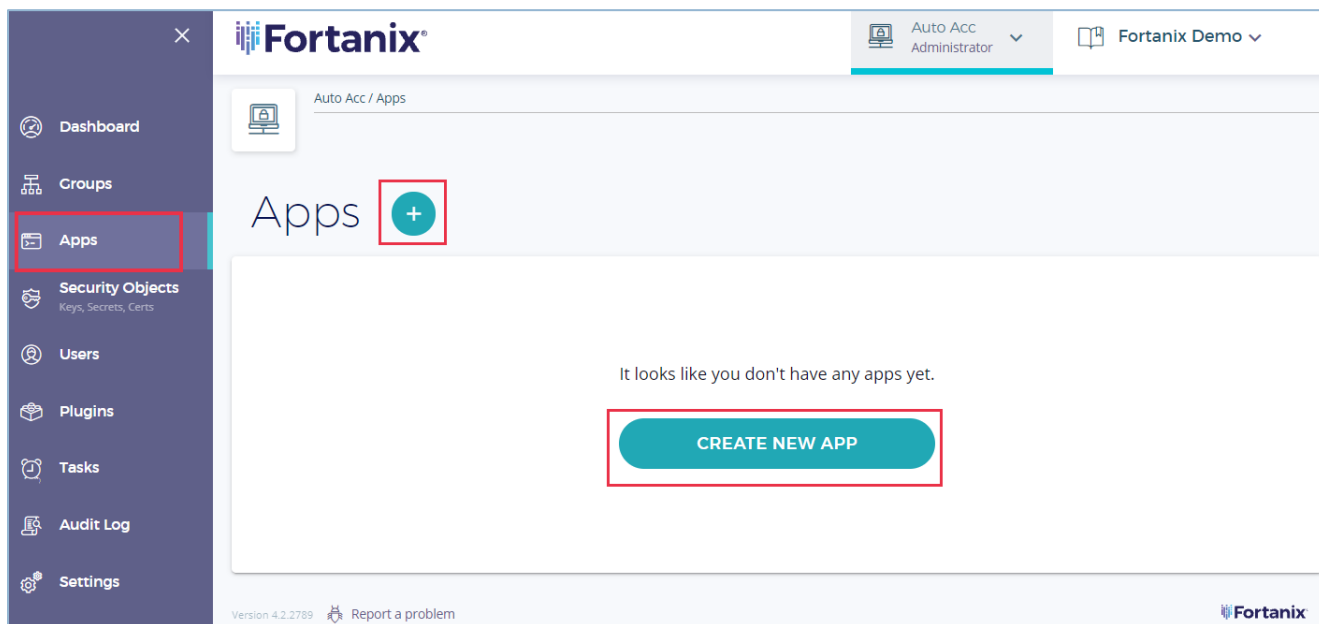 Fortanix®
Auto Acc
Administrator
Fortanix Demo
Auto Acc / Apps
Dashboard
Groups
Apps
Security Objects
Keys, Secrets, Certs
Users
Plugins
Tasks
Audit Log
Settings
Apps
It looks like you don't have any apps yet.
CREATE NEW APP
Version 4.2.2789
Report a problem
Fortanix